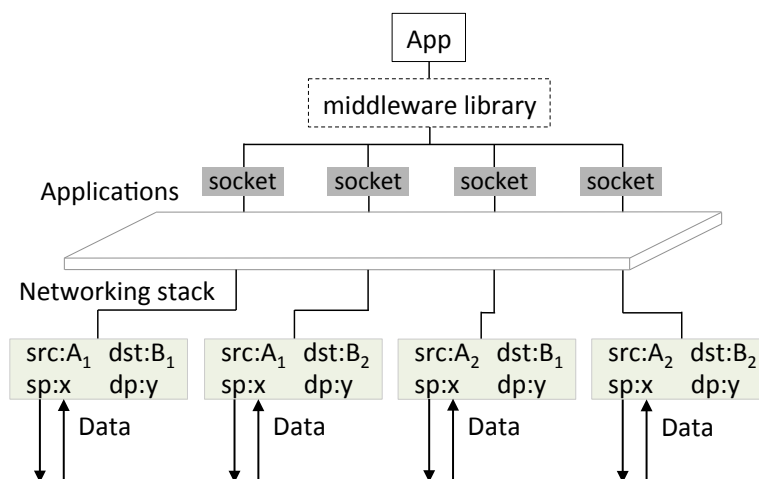 App
middleware library
socket socket socket socket
Applications
Networking stack
src:A₁ dst:B₁ src:A₁ dst:B₂ src:A₂ dst:B₁ src:A₂ dst:B₂
sp:x dp:y sp:x dp:y sp:x dp:y sp:x dp:y
Data Data Data Data